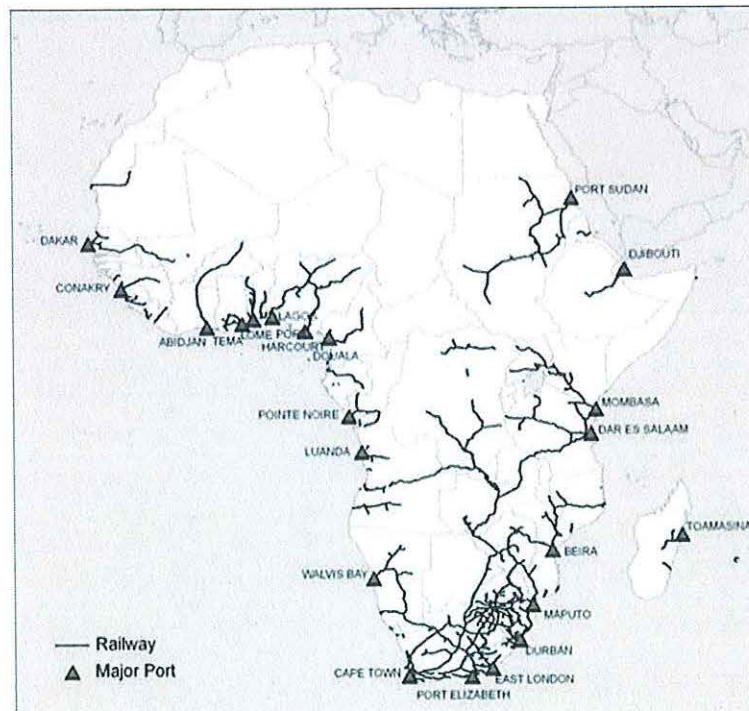 PORT SUDAN
DAKAR
DJIBOUTI
CONAKRY
LAGOS
ABIDJAN TEMA LOME PORT
HARCOURT
DOUALA
MOMBASA
POINTE NOIRE
DAR ES SALAAM
LUANDA
TOAMASINA
BEIRA
WALVIS BAY
MAPUTO
Railway
DURBAN
Major Port
CAPE TOWN
EAST LONDON
PORT ELIZABETH